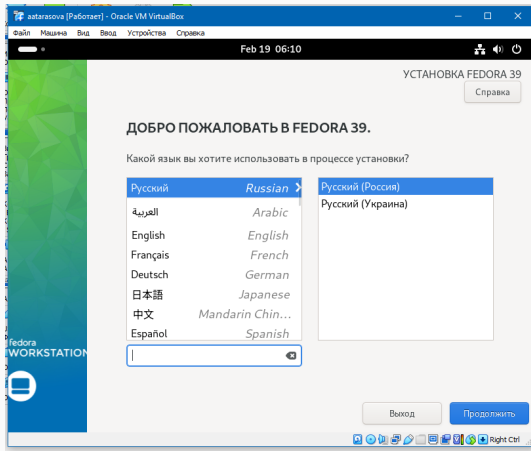 aatarasova [Работает] - Oracle VM VirtualBox
Файл Машина Вид Ввод Устройства Справка
Feb 19 06:10
УСТАНОВКА FEDORA 39
Справка
ДОБРО ПОЖАЛОВАТЬ В FEDORA 39.
Какой язык вы хотите использовать в процессе установки?
Русский Russian
العربية Arabic
English English
Français French
Deutsch German
日本語 Japanese
中文 Mandarin Chin...
Español Spanish
Русский (Россия)
Русский (Украина)
fedora
WORKSTATION
Выход
Продолжить
Right Ctrl